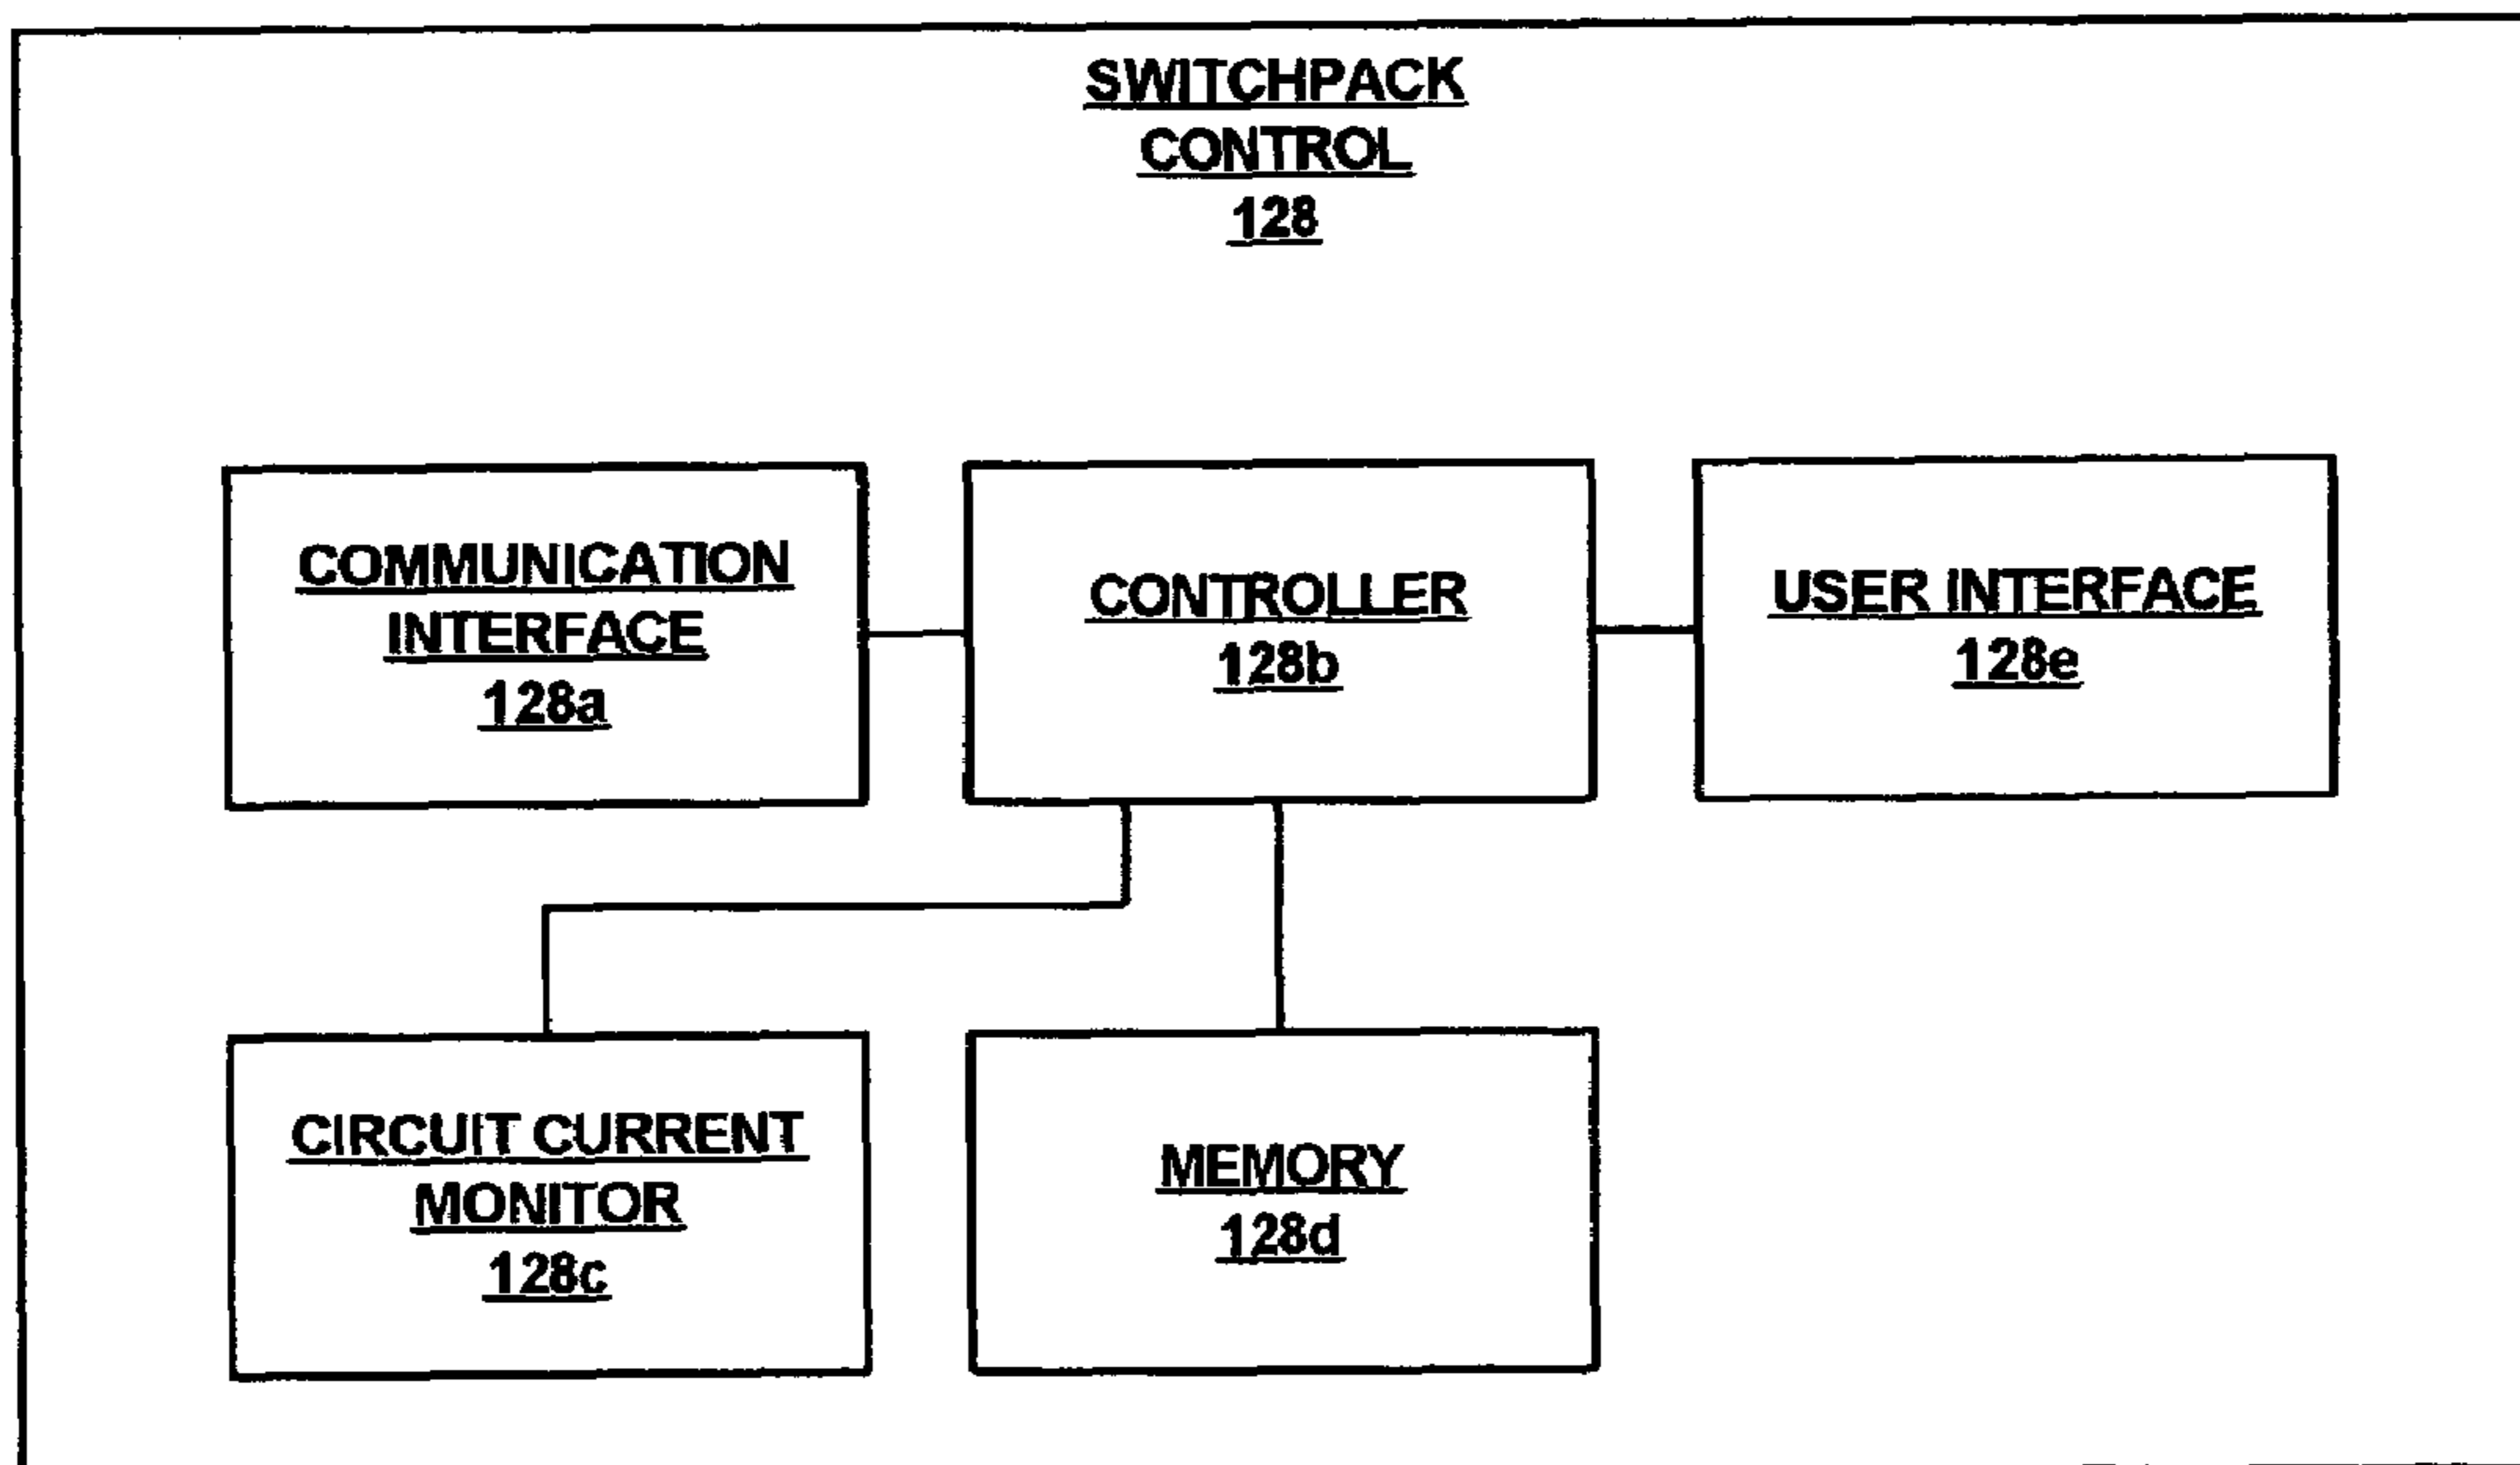 SWITCHPACK
CONTROL
128
COMMUNICATION
INTERFACE
128a
CONTROLLER
128b
USER INTERFACE
128e
CIRCUIT CURRENT
MONITOR
128c
MEMORY
128d